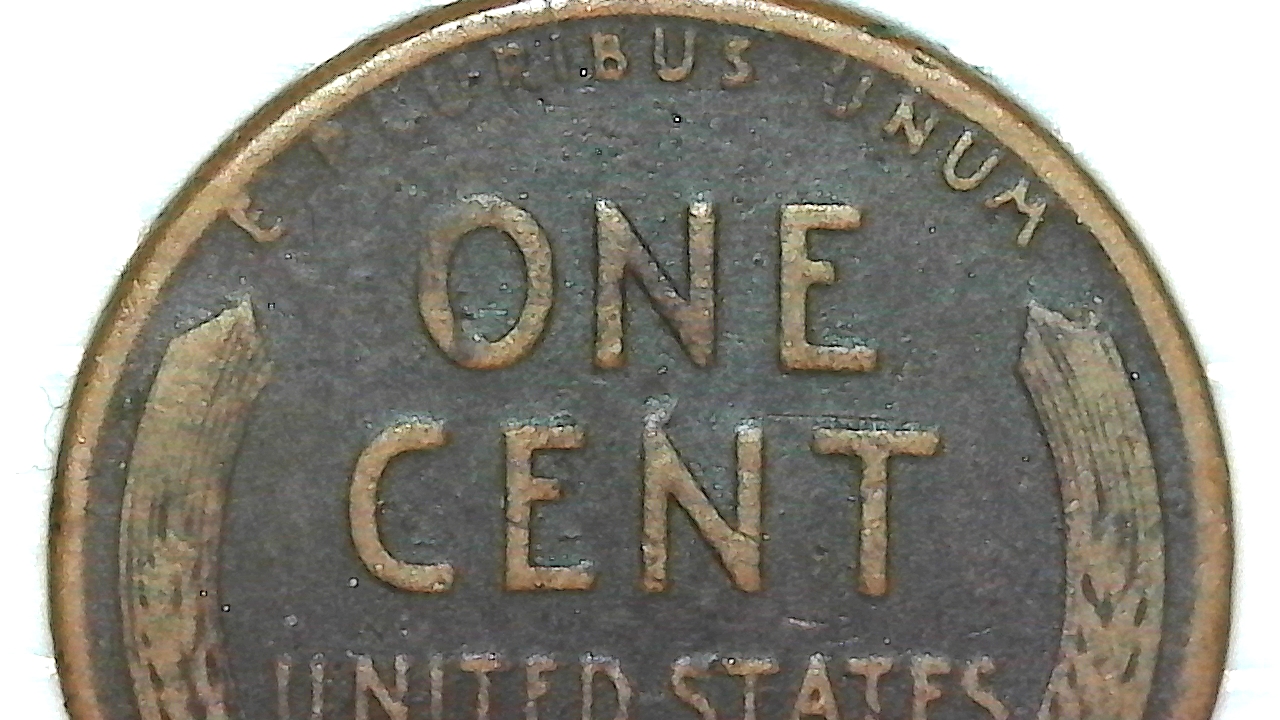 E PLURIBUS UNUM
ONE
CENT
UNITED STATES